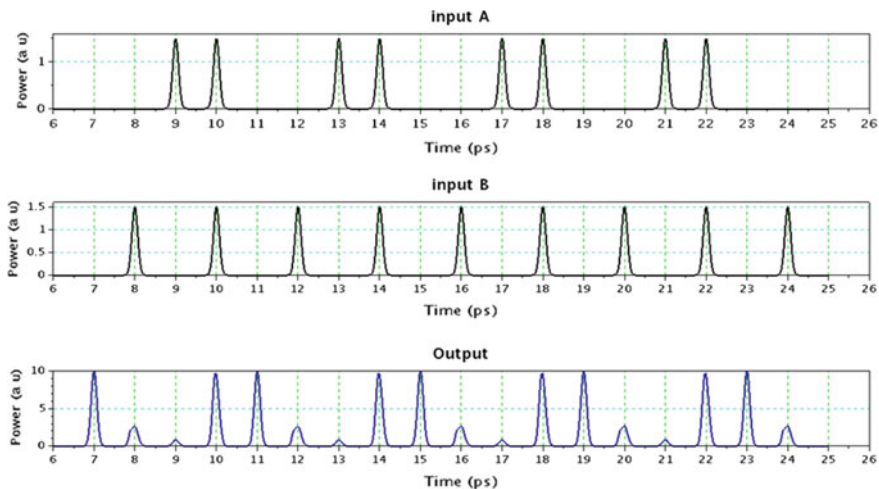 input A
Power (a u)
1
0
6 7 8 9 10 11 12 13 14 15 16 17 18 19 20 21 22 23 24 25 26
Time (ps)
input B
Power (a u)
1.5
1
0.5
0
6 7 8 9 10 11 12 13 14 15 16 17 18 19 20 21 22 23 24 25 26
Time (ps)
Output
Power (a u)
10
5
0
6 7 8 9 10 11 12 13 14 15 16 17 18 19 20 21 22 23 24 25 26
Time (ps)